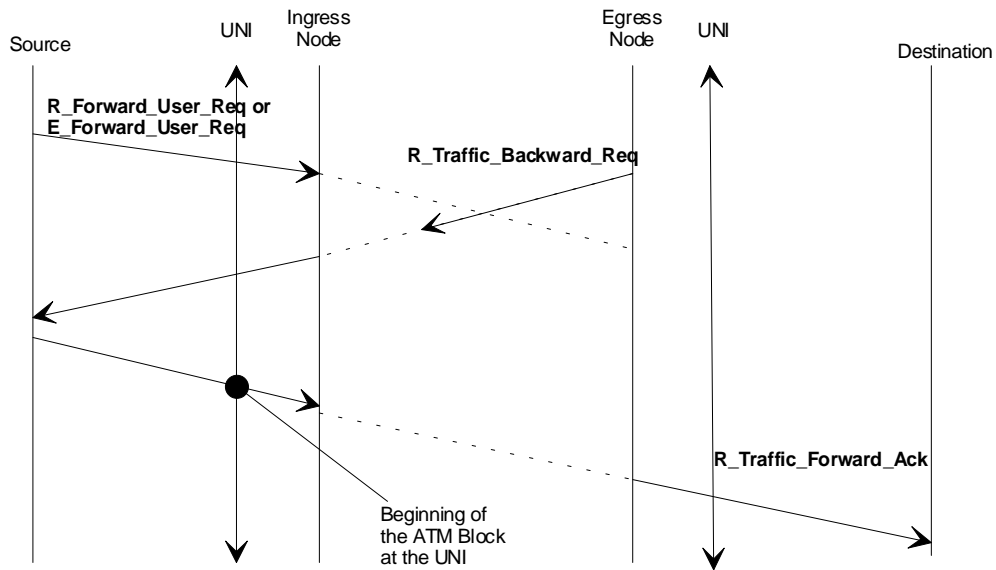 Source
UNI
Ingress
Node
Egress
Node
UNI
Destination
R_Forward_User_Req or
E_Forward_User_Req
R_Traffic_Backward_Req
R_Traffic_Forward_Ack
Beginning of
the ATM Block
at the UNI